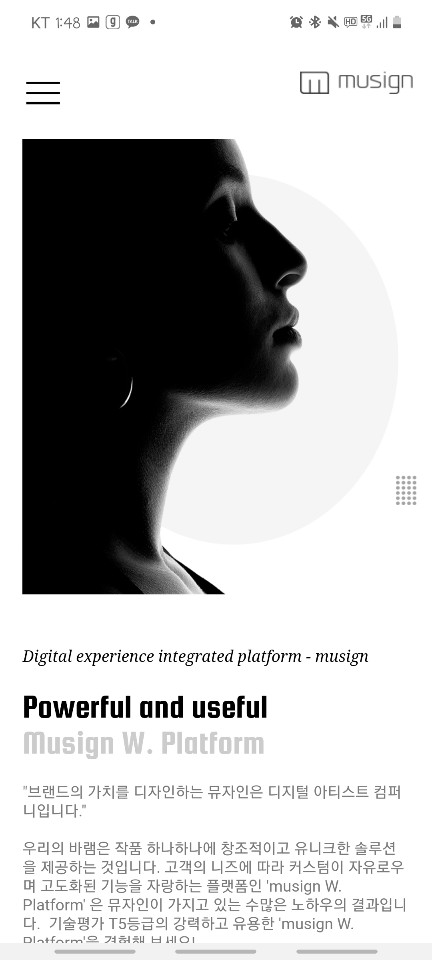 KT 1:48
HD 5G
musign
Digital experience integrated platform - musign
Powerful and useful
Musign W. Platform
"브랜드의 가치를 디자인하는 뮤자인은 디지털 아티스트 컴퍼
니입니다."
우리의 바램은 작품 하나하나에 창조적이고 유니크한 솔루션
을 제공하는 것입니다. 고객의 니즈에 따라 커스텀이 자유로우
며 고도화된 기능을 자랑하는 플랫폼인 'musign W.
Platform' 은 뮤자인이 가지고 있는 수많은 노하우의 결과입니
다. 기술평가 T5등급의 강력하고 유용한 'musign W.
Platform'을 경험해 보세요!